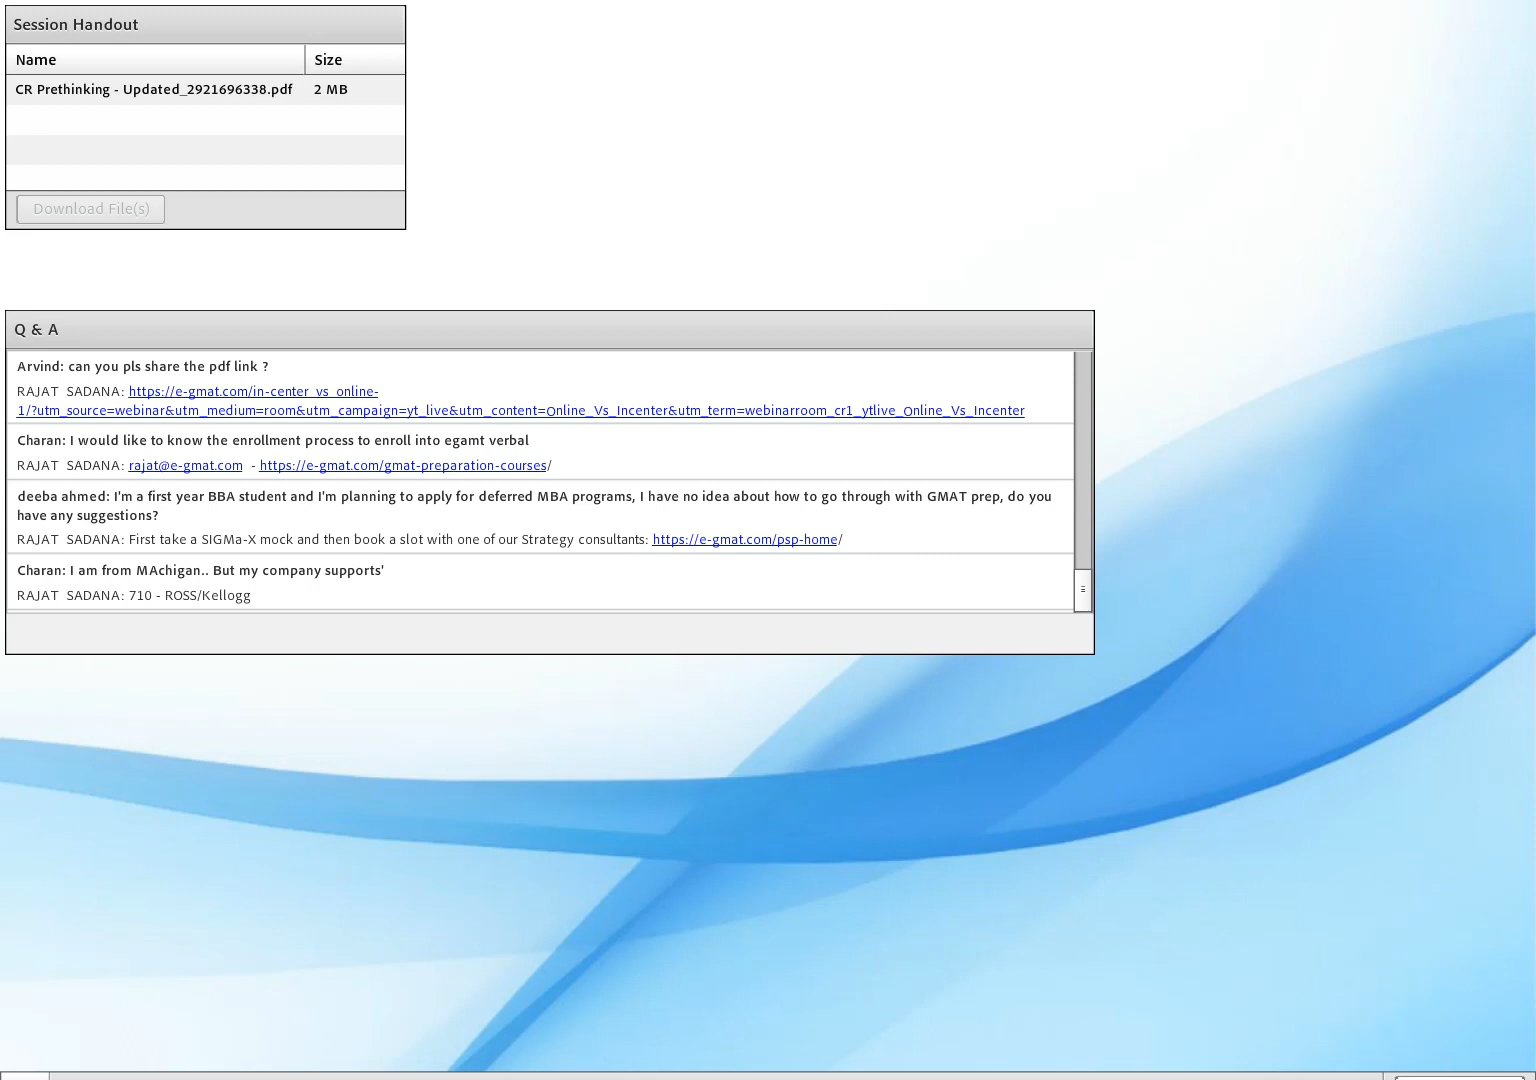 Session Handout
Name Size
CR Prethinking - Updated_2921696338.pdf 2 MB
Download File(s)
Q & A
Arvind: can you pls share the pdf link ?
RAJAT SADANA: https://e-gmat.com/in-center_vs_online-
1/?utm_source=webinar&utm_medium=room&utm_campaign=yt_live&utm_content=Online_Vs_Incenter&utm_term=webinarroom_cr1_ytlive_Online_Vs_Incenter
Charan: I would like to know the enrollment process to enroll into egamt verbal
RAJAT SADANA: rajat@e-gmat.com - https://e-gmat.com/gmat-preparation-courses/
deeba ahmed: I'm a first year BBA student and I'm planning to apply for deferred MBA programs, I have no idea about how to go through with GMAT prep, do you
have any suggestions?
RAJAT SADANA: First take a SIGMa-X mock and then book a slot with one of our Strategy consultants: https://e-gmat.com/psp-home/
Charan: I am from MAchigan.. But my company supports'
RAJAT SADANA: 710 - ROSS/Kellogg